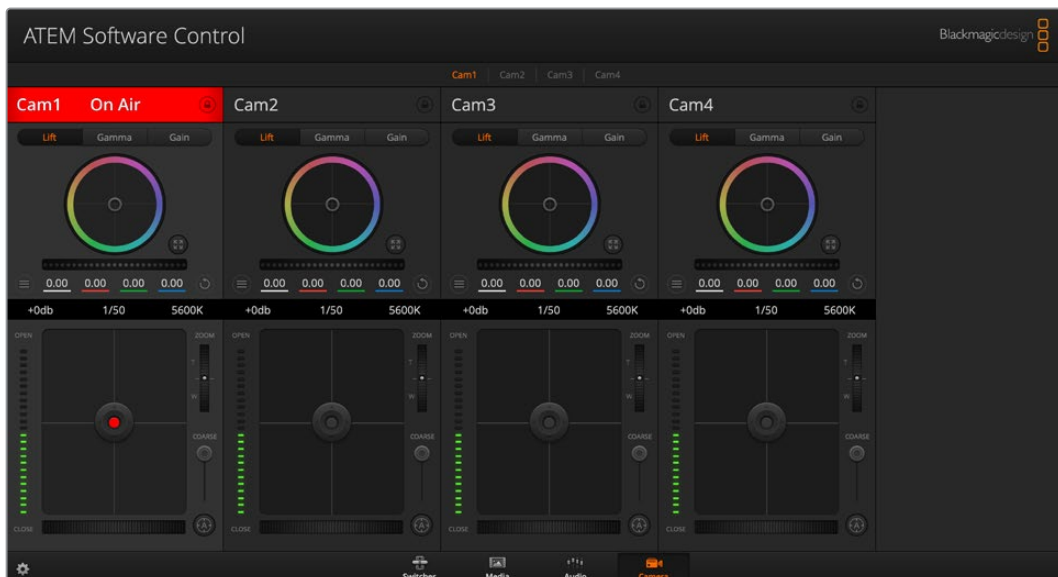 ATEM Software Control
Blackmagicdesign
Cam1 Cam2 Cam3 Cam4
Cam1 On Air Cam2 Cam3 Cam4
Lift Gamma Gain Lift Gamma Gain Lift Gamma Gain Lift Gamma Gain
0.00 0.00 0.00 0.00 0.00 0.00 0.00 0.00 0.00 0.00 0.00 0.00 0.00 0.00 0.00 0.00
+0db 1/50 5600K +0db 1/50 5600K +0db 1/50 5600K +0db 1/50 5600K
OPEN ZOOM OPEN ZOOM OPEN ZOOM OPEN ZOOM
T T T T
W W W W
COARSE COARSE COARSE COARSE
A A A A
CLOSE CLOSE CLOSE CLOSE
Switcher Media Audio Camera